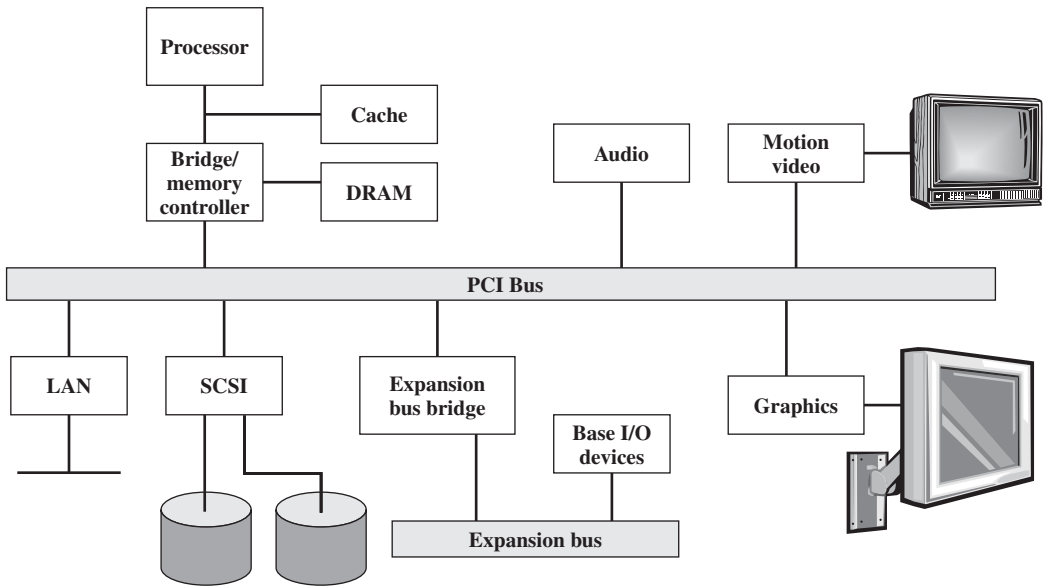 Processor
Cache
Bridge/
memory
controller
DRAM
Audio
Motion
video
PCI Bus
LAN
SCSI
Expansion
bus bridge
Base I/O
devices
Graphics
Expansion bus